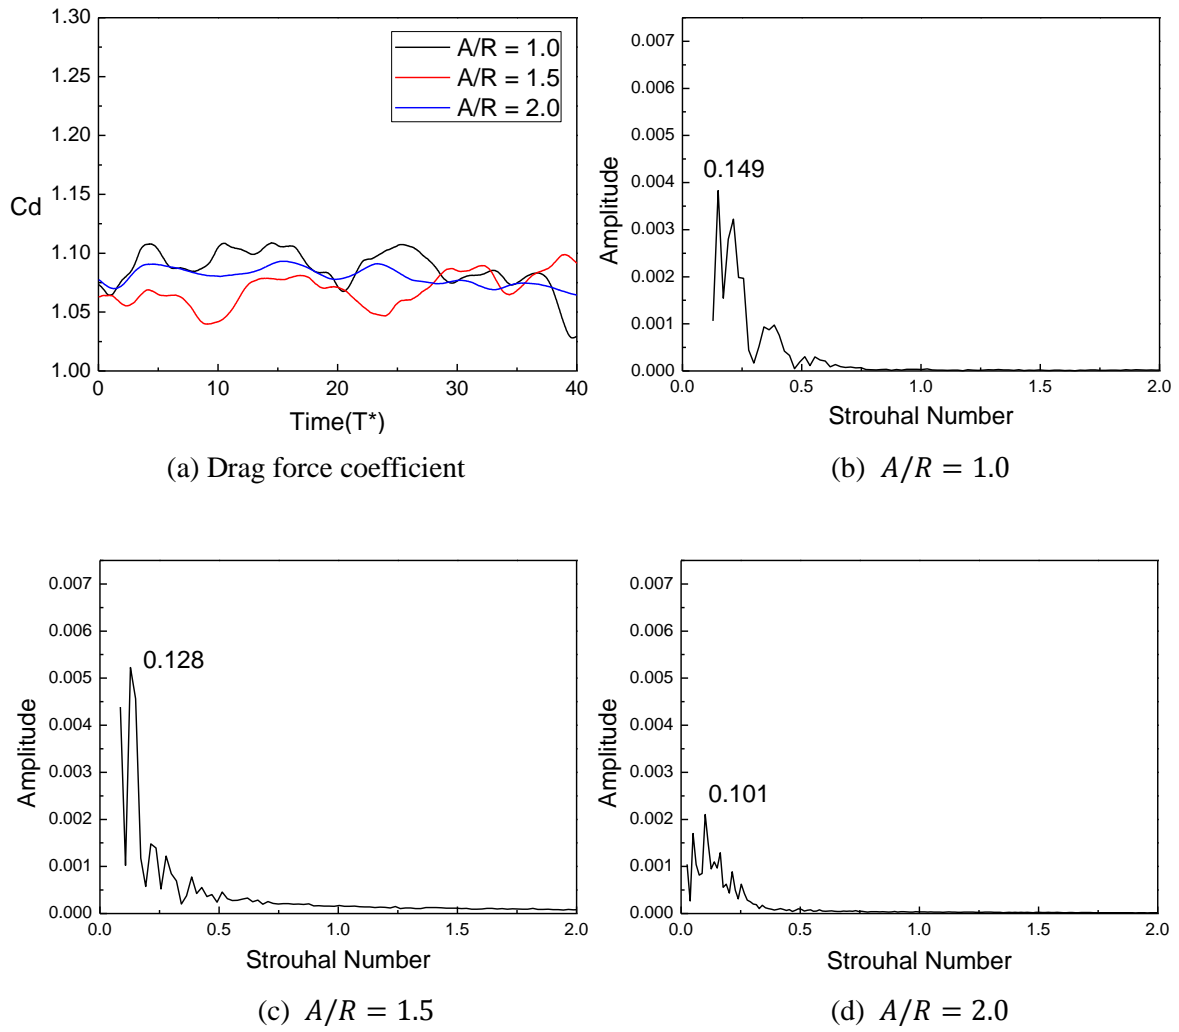 1.30
1.25
1.20
1.15
1.10
1.05
1.00
Cd
A/R = 1.0
A/R = 1.5
A/R = 2.0
0 10 20 30 40
Time(T*)
(a) Drag force coefficient
0.007
0.006
0.005
0.004
0.003
0.002
0.001
0.000
Amplitude
0.149
0.0 0.5 1.0 1.5 2.0
Strouhal Number
(b) A/R = 1.0
0.007
0.006
0.005
0.004
0.003
0.002
0.001
0.000
Amplitude
0.128
0.0 0.5 1.0 1.5 2.0
Strouhal Number
(c) A/R = 1.5
0.007
0.006
0.005
0.004
0.003
0.002
0.001
0.000
Amplitude
0.101
0.0 0.5 1.0 1.5 2.0
Strouhal Number
(d) A/R = 2.0